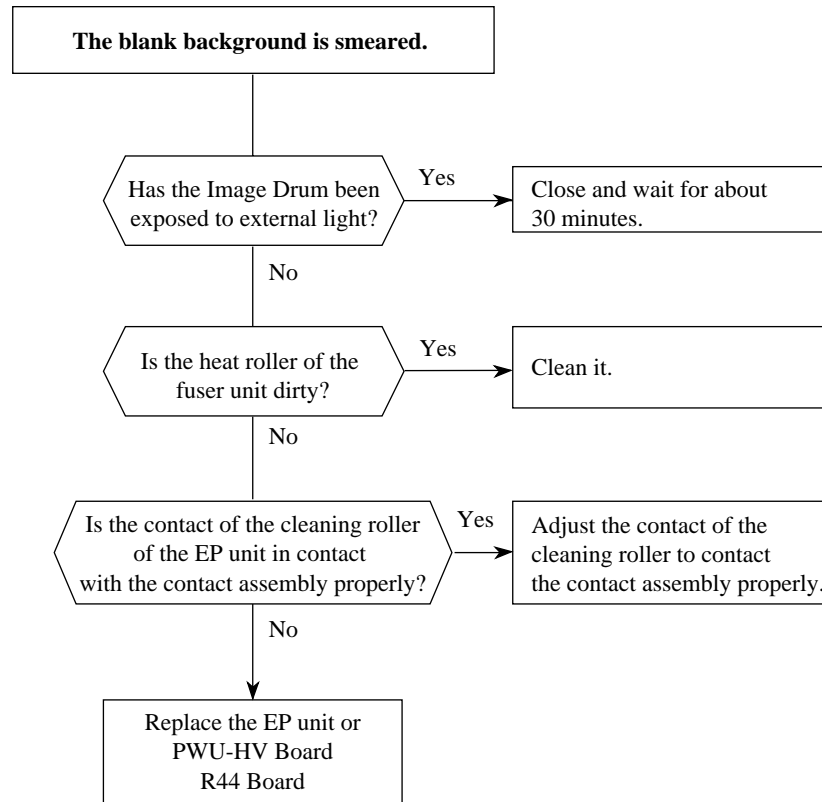 The blank background is smeared.
Has the Image Drum been
exposed to external light?
Yes
Close and wait for about
30 minutes.
No
Is the heat roller of the
fuser unit dirty?
Yes
Clean it.
No
Is the contact of the cleaning roller
of the EP unit in contact
with the contact assembly properly?
Yes
Adjust the contact of the
cleaning roller to contact
the contact assembly properly.
No
Replace the EP unit or
PWU-HV Board
R44 Board